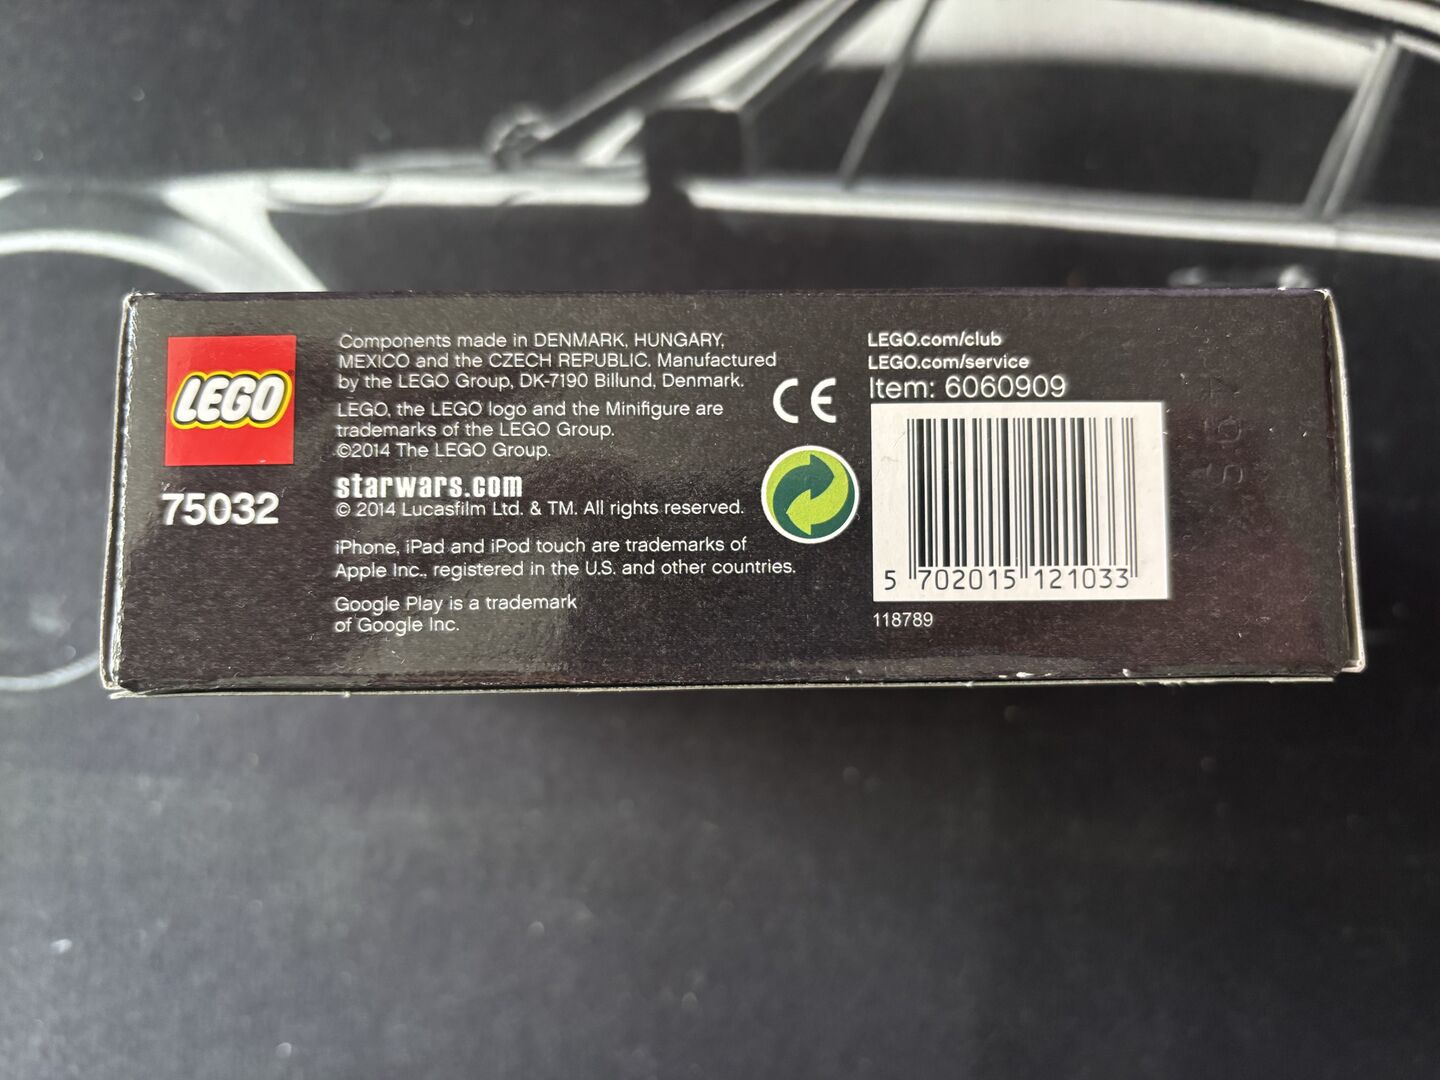 LEGO
75032
Components made in DENMARK, HUNGARY,
MEXICO and the CZECH REPUBLIC. Manufactured
by the LEGO Group, DK-7190 Billund, Denmark.
LEGO, the LEGO logo and the Minifigure are
trademarks of the LEGO Group.
©2014 The LEGO Group.
starwars.com
© 2014 Lucasfilm Ltd. & TM. All rights reserved.
iPhone, iPad and iPod touch are trademarks of
Apple Inc., registered in the U.S. and other countries.
Google Play is a trademark
of Google Inc.
CE
LEGO.com/club
LEGO.com/service
Item: 6060909
5 702015 121033
118789